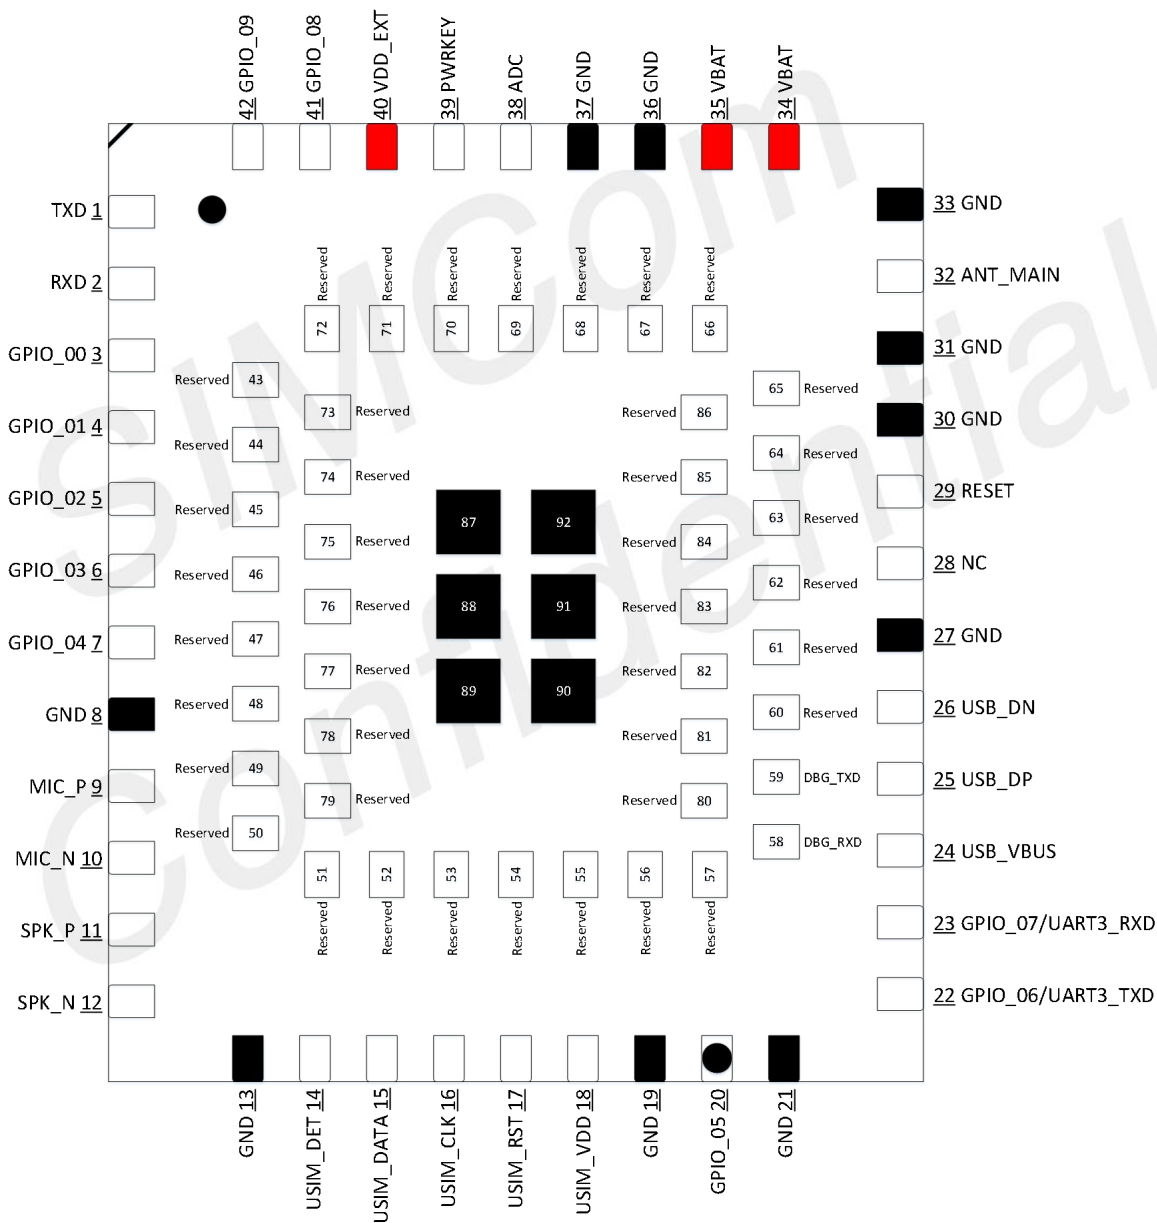 42 GPIO_09
41 GPIO_08
40 VDD_EXT
39 PWRKEY
38 ADC
37 GND
36 GND
35 VBAT
34 VBAT
TXD 1
RXD 2
GPIO_00 3
GPIO_01 4
GPIO_02 5
GPIO_03 6
GPIO_04 7
GND 8
MIC_P 9
MIC_N 10
SPK_P 11
SPK_N 12
33 GND
32 ANT_MAIN
31 GND
30 GND
29 RESET
28 NC
27 GND
26 USB_DN
25 USB_DP
24 USB_VBUS
23 GPIO_07/UART3_RXD
22 GPIO_06/UART3_TXD
Reserved 72
Reserved 71
Reserved 70
Reserved 69
Reserved 68
Reserved 67
Reserved 66
Reserved 43
Reserved 44
Reserved 45
Reserved 46
Reserved 47
Reserved 48
Reserved 49
Reserved 50
73 Reserved
74 Reserved
75 Reserved
76 Reserved
77 Reserved
78 Reserved
79 Reserved
87 92
88 91
89 90
Reserved 86
Reserved 85
Reserved 84
Reserved 83
Reserved 82
Reserved 81
Reserved 80
65 Reserved
64 Reserved
63 Reserved
62 Reserved
61 Reserved
60 Reserved
59 DBG_TXD
58 DBG_RXD
51 Reserved
52 Reserved
53 Reserved
54 Reserved
55 Reserved
56 Reserved
57 Reserved
GND 13
USIM_DET 14
USIM_DATA 15
USIM_CLK 16
USIM_RST 17
USIM_VDD 18
GND 19
GPIO_05 20
GND 21
SIMCom
Confidential